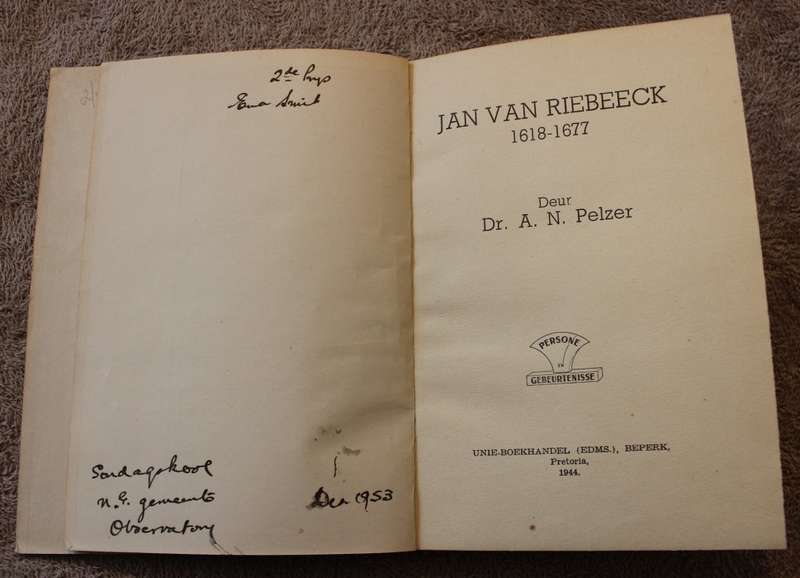 2de Prys
Ena Smit
Sondagskool
N.G. gemeente
Observatory
Des 1953
JAN VAN RIEBEECK
1618-1677
Deur
Dr. A. N. Pelzer
PERSONE
EN
GEBEURTENISSE
UNIE-BOEKHANDEL (EDMS.), BEPERK,
Pretoria,
1944.